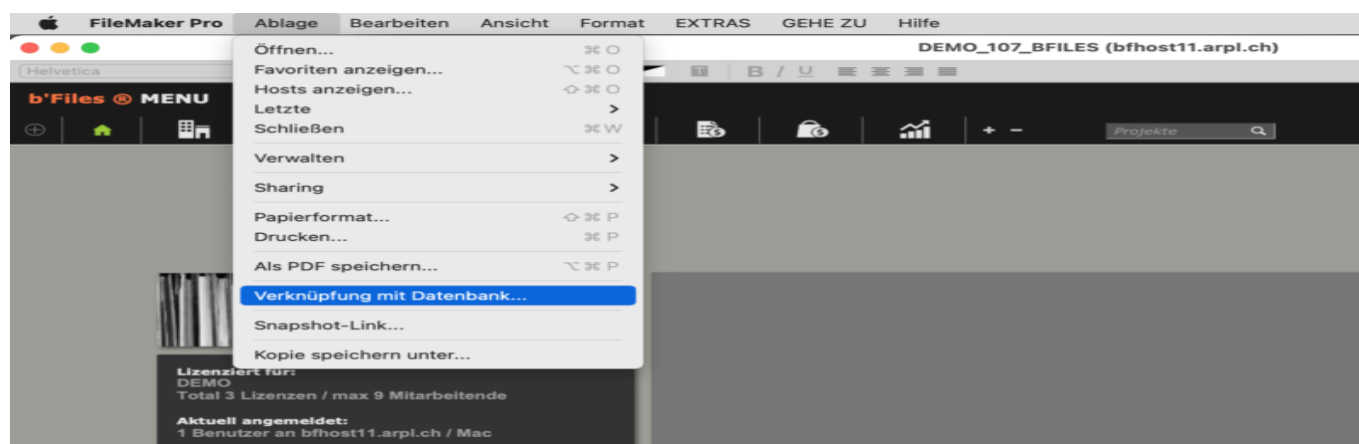 FileMaker Pro Ablage Bearbeiten Ansicht Format EXTRAS GEHE ZU Hilfe
DEMO_107_BFILES (bfhost11.arpl.ch)
Helvetica T B I U
b'Files ® MENU
+ − Projekte
Öffnen... ⌘ O
Favoriten anzeigen... ⌥ ⌘ O
Hosts anzeigen... ⇧ ⌘ O
Letzte >
Schließen ⌘ W
Verwalten >
Sharing >
Papierformat... ⇧ ⌘ P
Drucken... ⌘ P
Als PDF speichern... ⌥ ⌘ P
Verknüpfung mit Datenbank...
Snapshot-Link...
Kopie speichern unter...
Lizenziert für:
DEMO
Total 3 Lizenzen / max 9 Mitarbeitende
Aktuell angemeldet:
1 Benutzer an bfhost11.arpl.ch / Mac